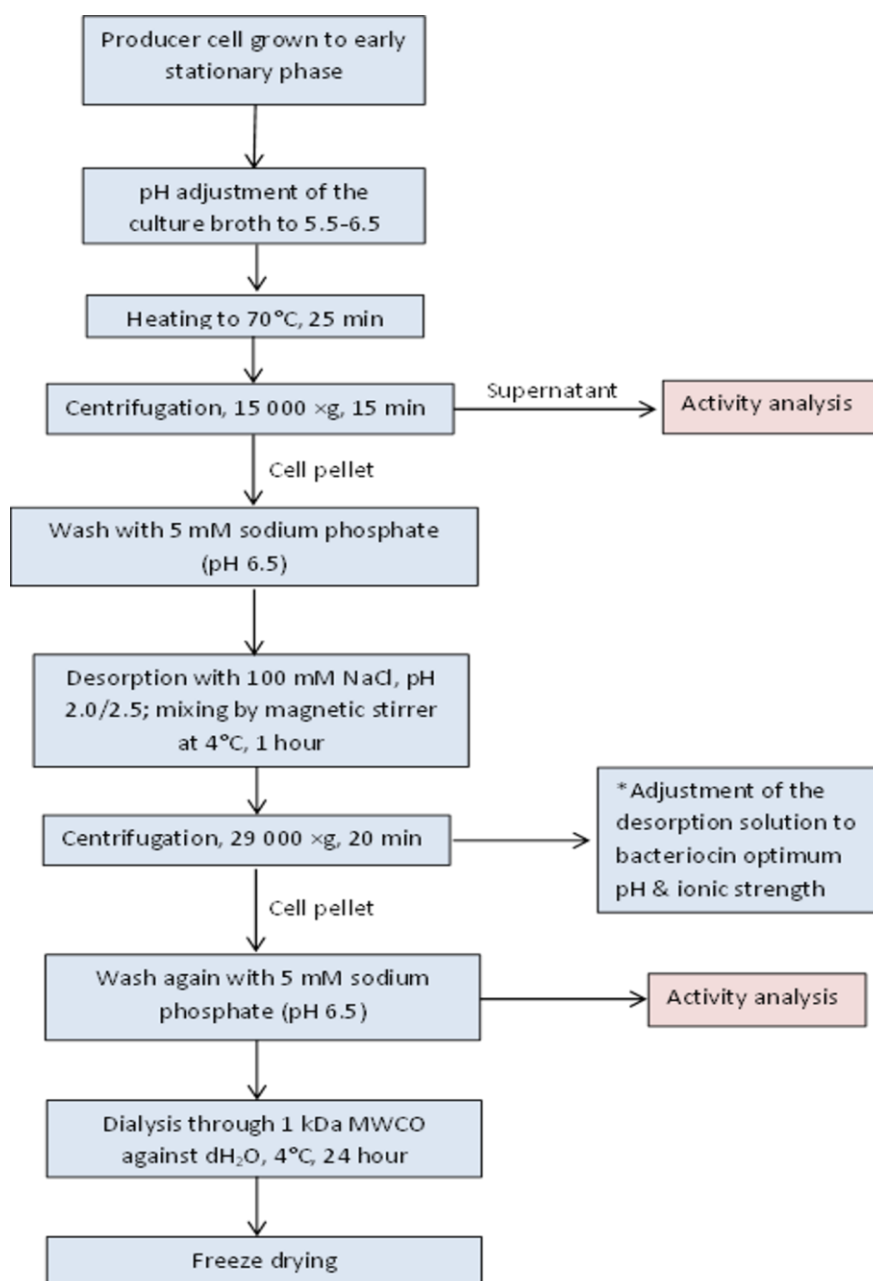 Producer cell grown to early
stationary phase
pH adjustment of the
culture broth to 5.5-6.5
Heating to 70°C, 25 min
Centrifugation, 15 000 ×g, 15 min
Supernatant
Activity analysis
Cell pellet
Wash with 5 mM sodium phosphate
(pH 6.5)
Desorption with 100 mM NaCl, pH
2.0/2.5; mixing by magnetic stirrer
at 4°C, 1 hour
Centrifugation, 29 000 ×g, 20 min
*Adjustment of the
desorption solution to
bacteriocin optimum
pH & ionic strength
Cell pellet
Wash again with 5 mM sodium
phosphate (pH 6.5)
Activity analysis
Dialysis through 1 kDa MWCO
against dH₂O, 4°C, 24 hour
Freeze drying